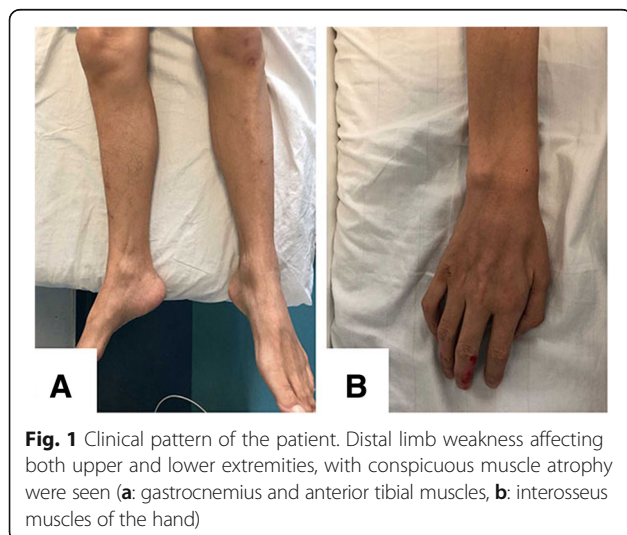 A
B
Fig. 1 Clinical pattern of the patient. Distal limb weakness affecting
both upper and lower extremities, with conspicuous muscle atrophy
were seen (a: gastrocnemius and anterior tibial muscles, b: interosseus
muscles of the hand)